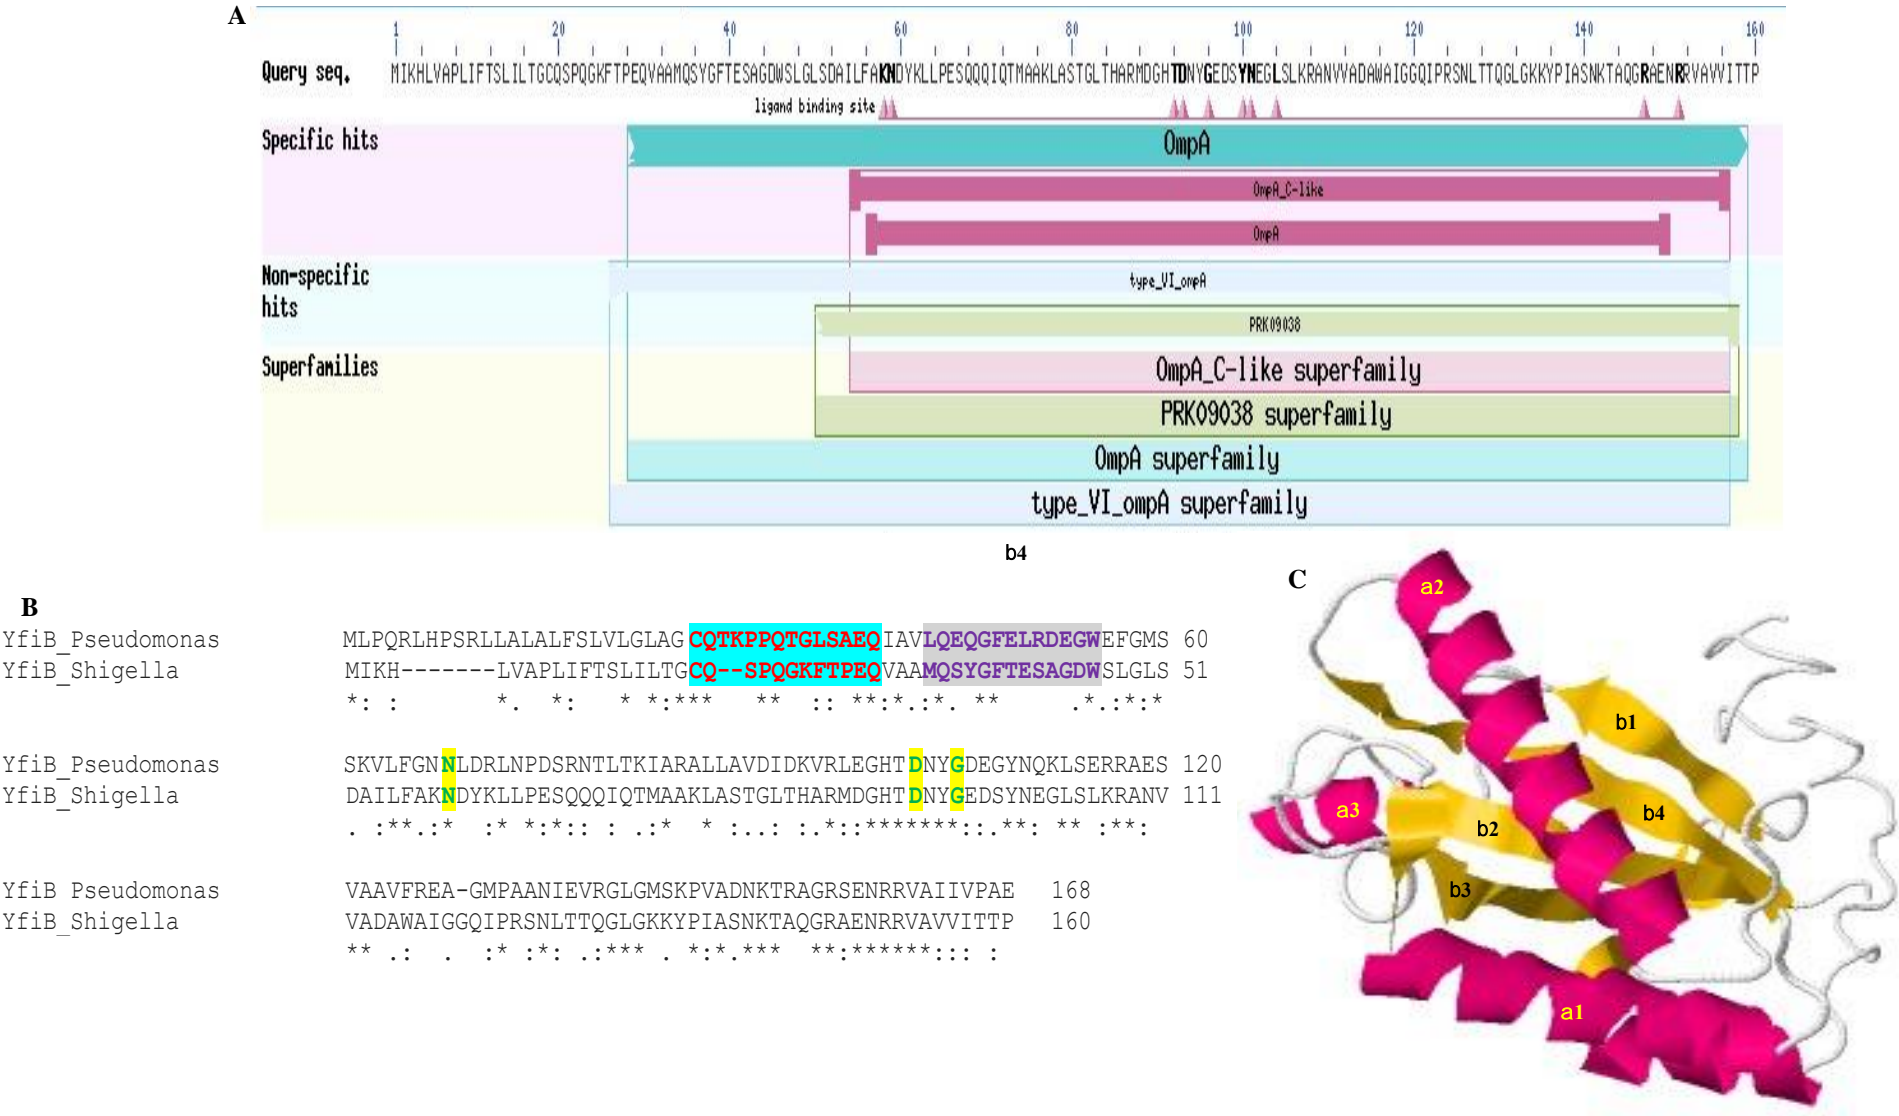 A
1 20 40 60 80 100 120 140 160
Query seq. MIKHLVAPLIFTSLILTGCQSPQGKFTPEQVAAMQSYGFTESAGDWSLGLSDAILFAKNDYKLLPESQQQIQTMAAKLASTGLTHARMDGHTDNYGEDSYNEGLSLKRANVVADAWAIGGQIPRSNLTTQGLGKKYPIASNKTAQGRAENRRVAVVITTP
ligand binding site
Specific hits
OmpA
OmpA_C-like
OmpA
Non-specific
hits
type_VI_ompA
PRK09038
Superfamilies
OmpA_C-like superfamily
PRK09038 superfamily
OmpA superfamily
type_VI_ompA superfamily
b4
B
YfiB_Pseudomonas MLPQRLHPSRLLALALFSLVLGLAGCQTKPPQTGLSAEQIAVLQEQGFELRDEGWEFGMS 60
YfiB_Shigella MIKH-------LVAPLIFTSLILTGCQ--SPQGKFTPEQVAAMQSYGFTESAGDWSLGLS 51
*: : *. *: * *:*** ** :: **:*.:*. ** .*.:*:*
YfiB_Pseudomonas SKVLFGNNLDRLNPDSRNTLTKIARALLAVDIDKVRLEGHTDNYGDEGYNQKLSERRAES 120
YfiB_Shigella DAILFAKNDYKLLPESQQQIQTMAAKLASTGLTHARMDGHTDNYGEDSYNEGLSLKRANV 111
. :**.:* :* *:*:: : .:* * :..: :.*::*******::.**: ** :**:
YfiB Pseudomonas VAAVFREA-GMPAANIEVRGLGMSKPVADNKTRAGRSENRRVAIIVPAE 168
YfiB_Shigella VADAWAIGGQIPRSNLTTQGLGKKYPIASNKTAQGRAENRRVAVVITTP 160
** .: . :* :*: .:*** . *:*.*** **:******::: :
C
a2
b1
a3
b2
b4
b3
a1